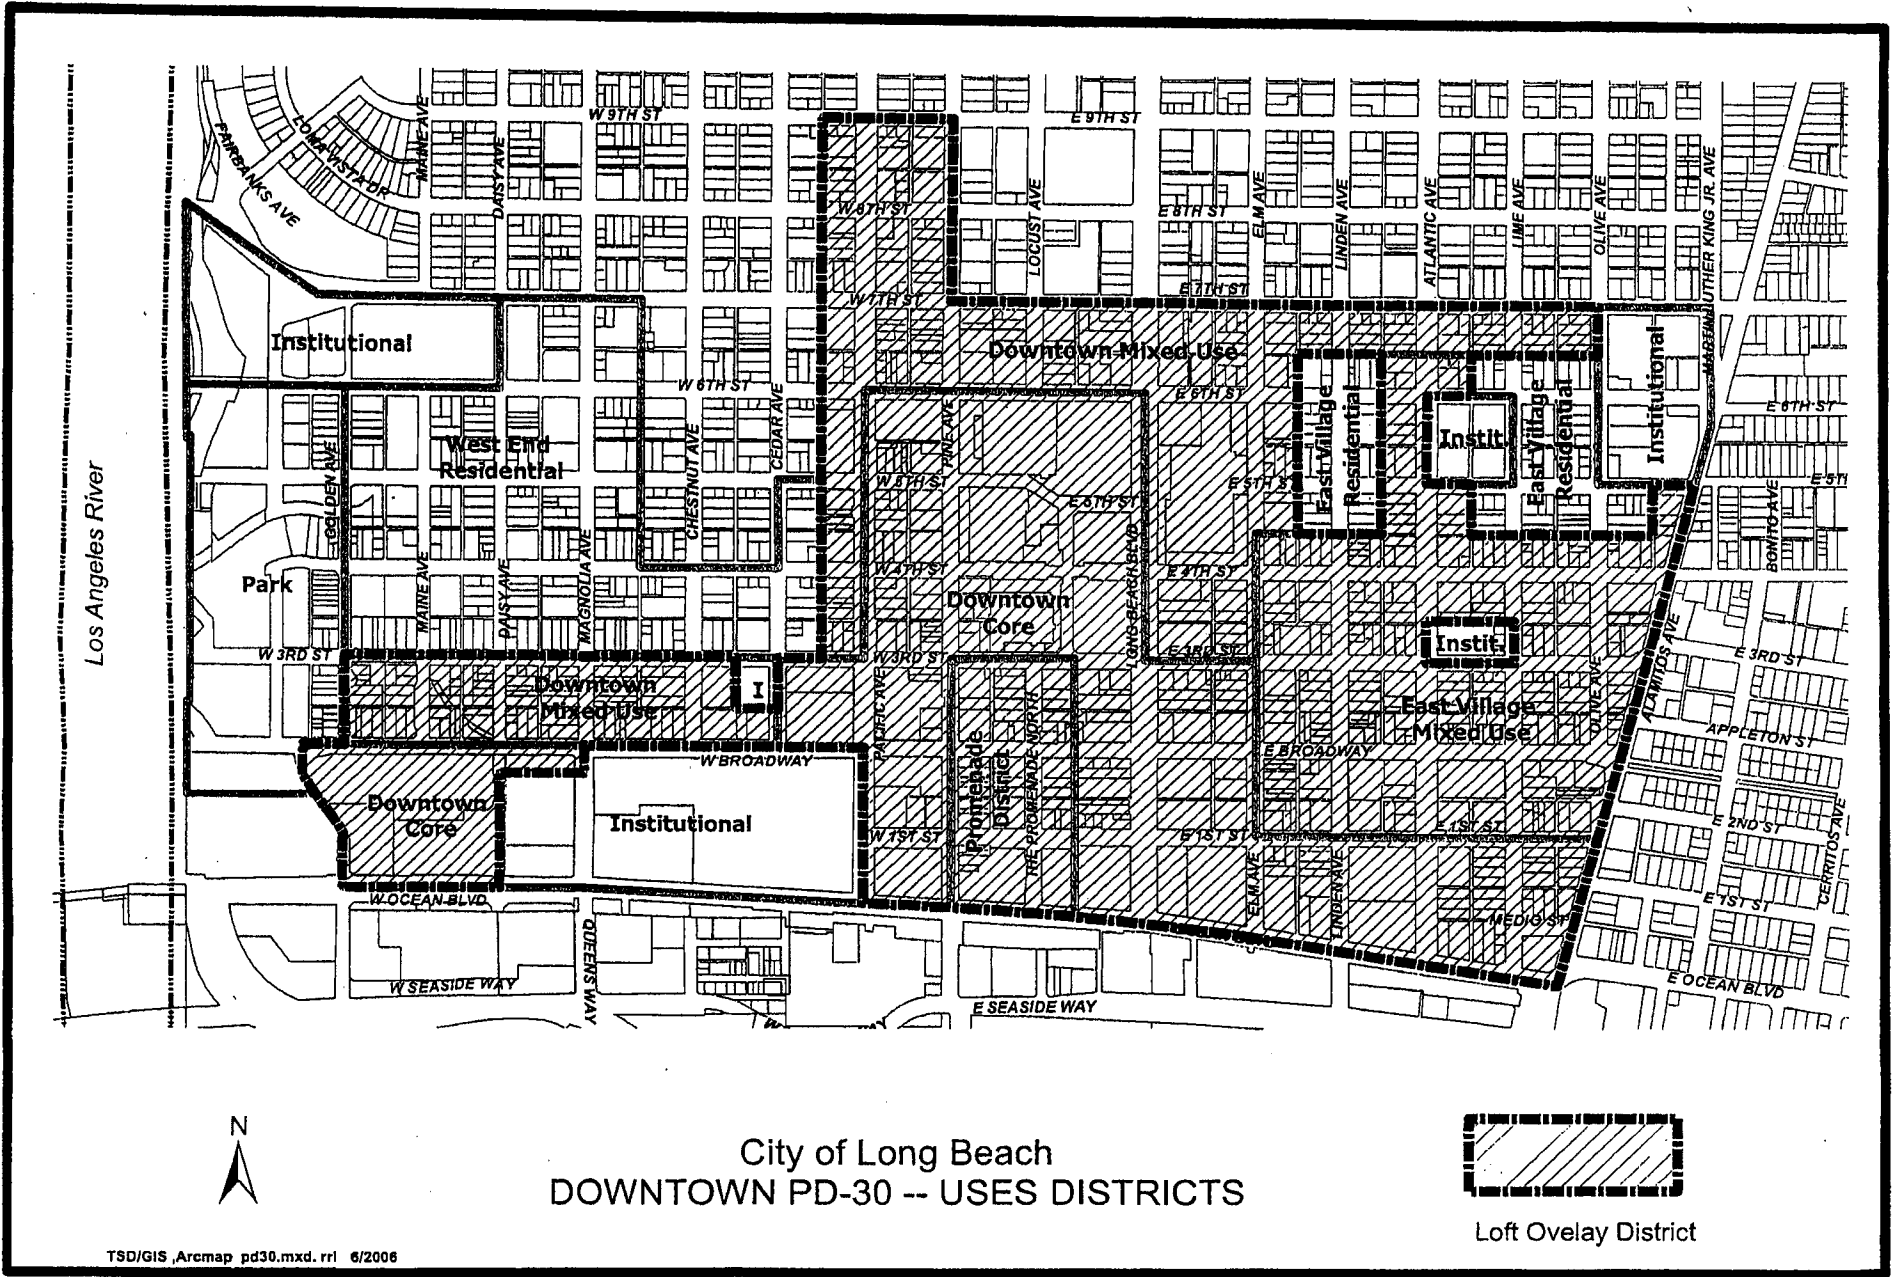 W 9TH ST
E 9TH ST
FAIRBANKS AVE
LOMA VISTA DR
MAINE AVE
DAISY AVE
W 8TH ST
E 8TH ST
LOCUST AVE
ELM AVE
LINDEN AVE
ATLANTIC AVE
LIME AVE
OLIVE AVE
MARTIN LUTHER KING JR. AVE
W 7TH ST
E 7TH ST
Institutional
Downtown Mixed Use
W 6TH ST
E 6TH ST
E 6TH ST
East Village
Residential
Instit.
East Village
Residential
Institutional
West End
Residential
GOLDEN AVE
CHESTNUT AVE
CEDAR AVE
PINE AVE
W 5TH ST
E 5TH ST
E 5TH ST
E 5TH
BONITO AVE
Los Angeles River
Park
MAINE AVE
DAISY AVE
MAGNOLIA AVE
W 4TH ST
E 4TH ST
LONG BEACH BLVD
Downtown
Core
Instit.
W 3RD ST
W 3RD ST
E 3RD ST
E 3RD ST
ALAMITOS AVE
OLIVE AVE
Downtown
Mixed Use
I
PACIFIC AVE
Promenade
District
THE PROMENADE NORTH
East Village
Mixed Use
APPLETON ST
W BROADWAY
E BROADWAY
Downtown
Core
Institutional
W 1ST ST
E 1ST ST
E 1ST ST
E 2ND ST
CERRITOS AVE
ELM AVE
LINDEN AVE
W OCEAN BLVD
E 1ST ST
MEDIO ST
QUEENS WAY
W SEASIDE WAY
E SEASIDE WAY
E OCEAN BLVD
N
City of Long Beach
DOWNTOWN PD-30 -- USES DISTRICTS
Loft Ovelay District
TSD/GIS ,Arcmap pd30.mxd. rrl 6/2006